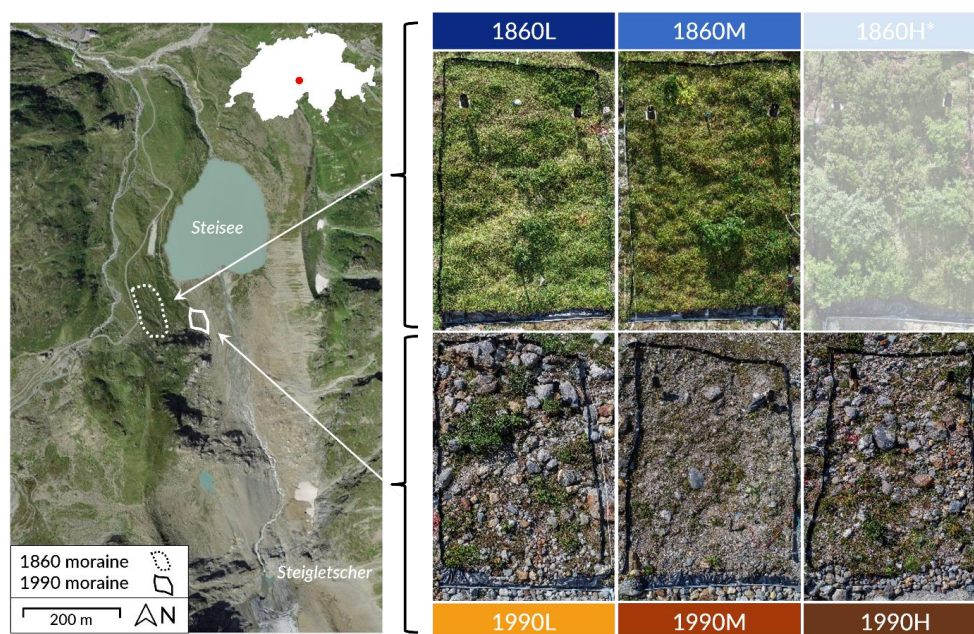 1860L
1860M
1860H*
Steisee
Steigletscher
1860 moraine
1990 moraine
200 m
N
1990L
1990M
1990H